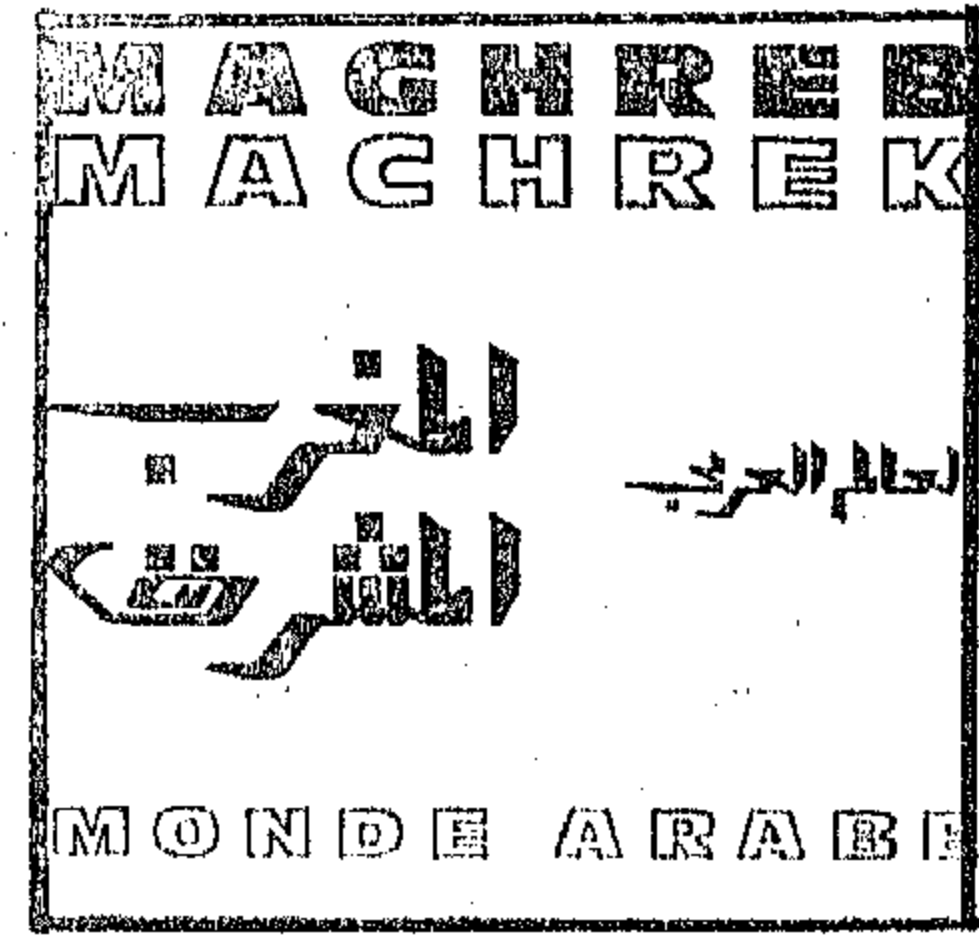 MAGHREB
MACHREK
المغرب
العالم العربي
المشرق
MONDE ARABE